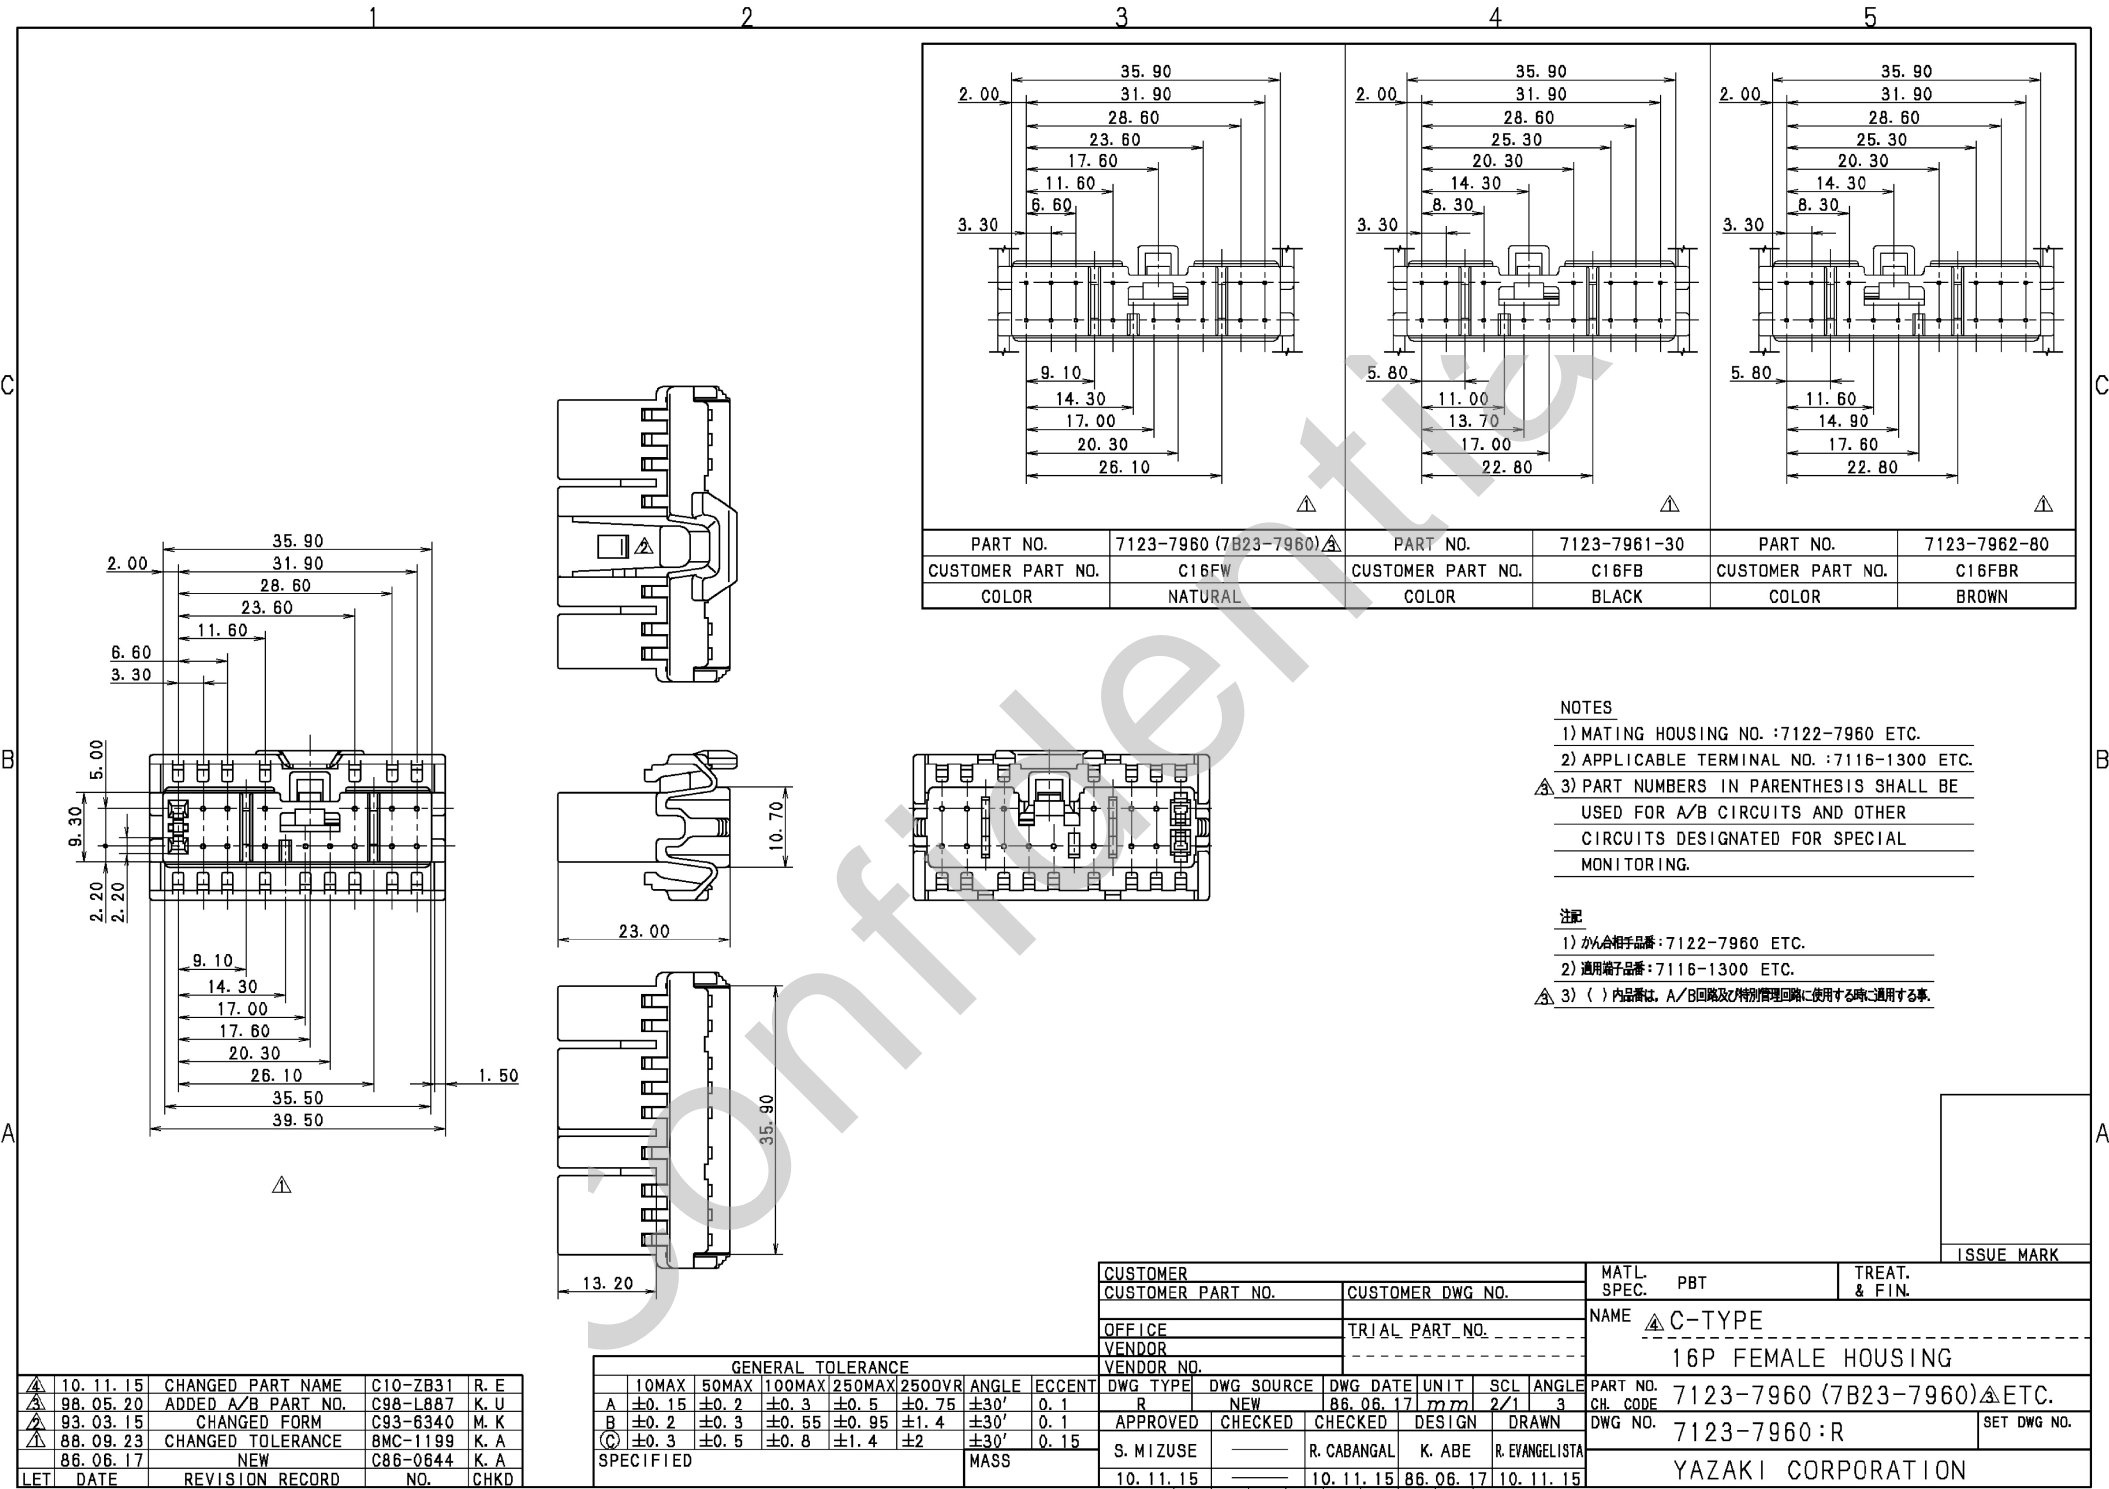 1 2 3 4 5
C B A
C B A
35.90 35.90 35.90
2.00 31.90 2.00 31.90 2.00 31.90
28.60 28.60 28.60
23.60 25.30 25.30
17.60 20.30 20.30
11.60 14.30 14.30
6.60 8.30 8.30
3.30 3.30 3.30
9.10 5.80 5.80
14.30 11.00 11.60
17.00 13.70 14.90
20.30 17.00 17.60
26.10 22.80 22.80
1 1 1
PART NO. 7123-7960 (7B23-7960) 3 PART NO. 7123-7961-30 PART NO. 7123-7962-80
CUSTOMER PART NO. C16FW CUSTOMER PART NO. C16FB CUSTOMER PART NO. C16FBR
COLOR NATURAL COLOR BLACK COLOR BROWN
35.90
2.00 31.90
28.60
23.60
11.60
6.60
3.30
5.00
9.30
2.20
2.20
9.10
14.30
17.00
17.60
20.30
26.10 1.50
35.50
39.50
1
2
10.70
23.00
35.90
13.20
Confidential
NOTES
1) MATING HOUSING NO. :7122-7960 ETC.
2) APPLICABLE TERMINAL NO. :7116-1300 ETC.
3 3) PART NUMBERS IN PARENTHESIS SHALL BE
USED FOR A/B CIRCUITS AND OTHER
CIRCUITS DESIGNATED FOR SPECIAL
MONITORING.
注記
1) かん合相手品番:7122-7960 ETC.
2) 適用端子品番:7116-1300 ETC.
3 3) ( ) 内品番は, A/B回路及び特別管理回路に使用する時に適用する事.
ISSUE MARK
4 10.11.15 CHANGED PART NAME C10-ZB31 R.E
3 98.05.20 ADDED A/B PART NO. C98-L887 K.U
2 93.03.15 CHANGED FORM C93-6340 M.K
1 88.09.23 CHANGED TOLERANCE 8MC-1199 K.A
86.06.17 NEW C86-0644 K.A
LET DATE REVISION RECORD NO. CHKD
GENERAL TOLERANCE
10MAX 50MAX 100MAX 250MAX 250OVR ANGLE ECCENT
A ±0.15 ±0.2 ±0.3 ±0.5 ±0.75 ±30' 0.1
B ±0.2 ±0.3 ±0.55 ±0.95 ±1.4 ±30' 0.1
C ±0.3 ±0.5 ±0.8 ±1.4 ±2 ±30' 0.15
SPECIFIED MASS
CUSTOMER
CUSTOMER PART NO. CUSTOMER DWG NO.
OFFICE TRIAL PART NO.
VENDOR
VENDOR NO.
DWG TYPE DWG SOURCE DWG DATE UNIT SCL ANGLE
R NEW 86.06.17 mm 2/1 3
APPROVED CHECKED CHECKED DESIGN DRAWN
S.MIZUSE R.CABANGAL K.ABE R.EVANGELISTA
10.11.15 10.11.15 86.06.17 10.11.15
MATL. SPEC. PBT TREAT. & FIN.
NAME 4 C-TYPE
16P FEMALE HOUSING
PART NO. CH. CODE 7123-7960 (7B23-7960) 3 ETC.
DWG NO. 7123-7960:R SET DWG NO.
YAZAKI CORPORATION